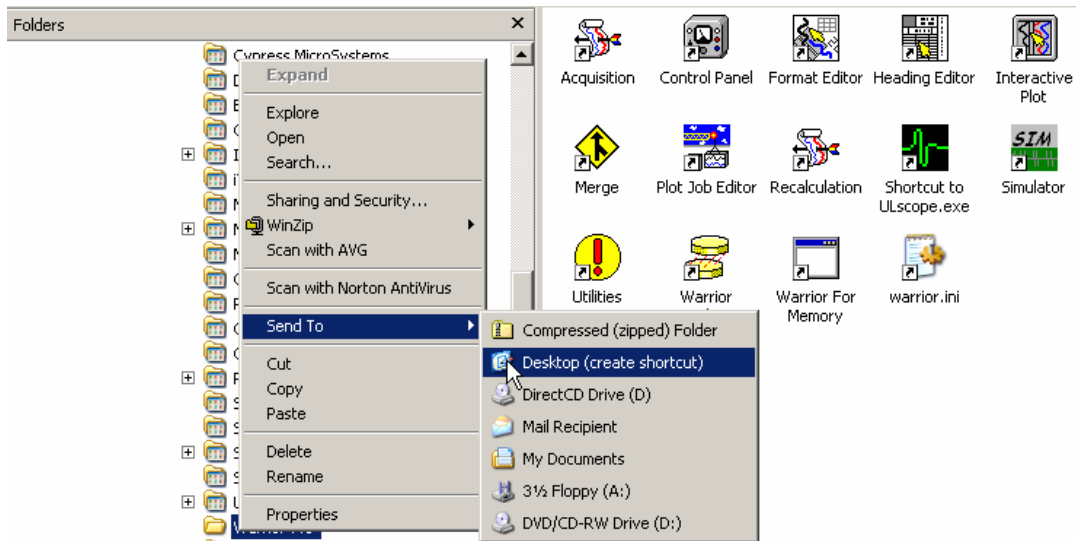 Folders
Cypress MicroSystems
Expand
Explore
Open
Search...
Sharing and Security...
WinZip
Scan with AVG
Scan with Norton AntiVirus
Send To
Cut
Copy
Paste
Delete
Rename
Properties
Compressed (zipped) Folder
Desktop (create shortcut)
DirectCD Drive (D)
Mail Recipient
My Documents
3½ Floppy (A:)
DVD/CD-RW Drive (D:)
Acquisition
Control Panel
Format Editor
Heading Editor
Interactive
Plot
Merge
Plot Job Editor
Recalculation
Shortcut to
ULscope.exe
SIM
Simulator
Utilities
Warrior
Warrior For
Memory
warrior.ini